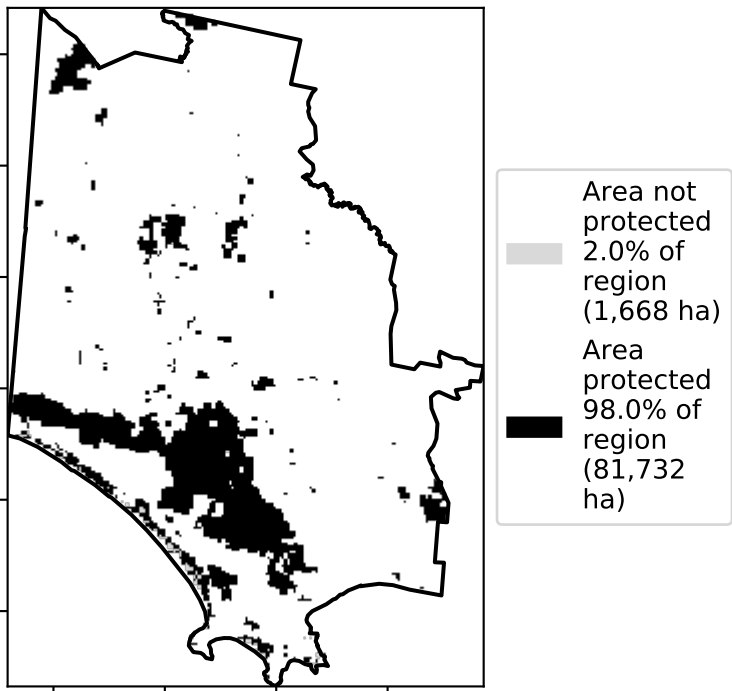 Area not
protected
2.0% of
region
(1,668 ha)
Area
protected
98.0% of
region
(81,732
ha)